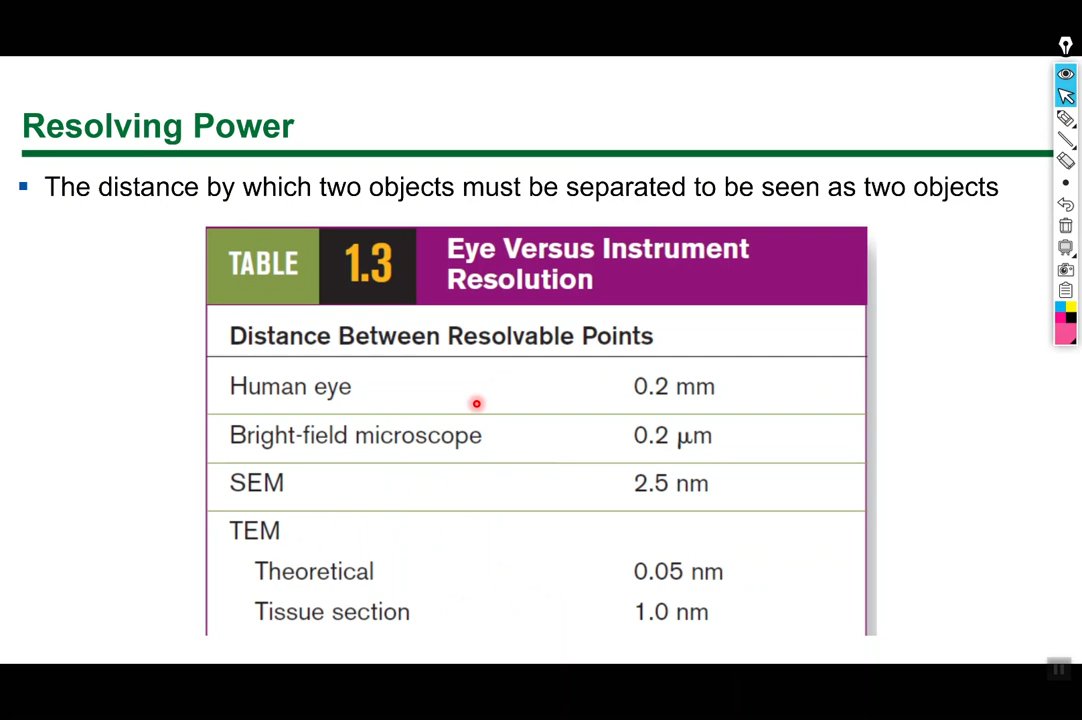 Resolving Power
The distance by which two objects must be separated to be seen as two objects
TABLE 1.3 Eye Versus Instrument
Resolution
Distance Between Resolvable Points
Human eye 0.2 mm
Bright-field microscope 0.2 μm
SEM 2.5 nm
TEM
Theoretical 0.05 nm
Tissue section 1.0 nm